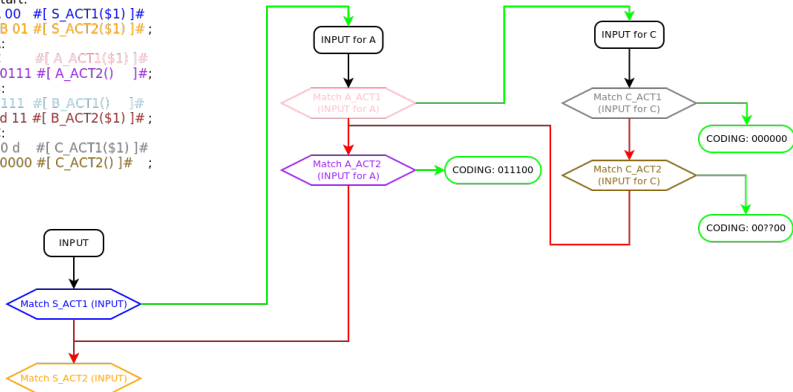 tart:
A 00 #[ S_ACT1($1) ]#
B 01 #[ S_ACT2($1) ]# ;
:
#[ A_ACT1($1) ]#
0111 #[ A_ACT2() ]#;
:
111 #[ B_ACT1() ]#
d 11 #[ B_ACT2($1) ]# ;
:
0 d #[ C_ACT1($1) ]#
0000 #[ C_ACT2() ]# ;
INPUT
Match S_ACT1 (INPUT)
Match S_ACT2 (INPUT)
INPUT for A
Match A_ACT1
(INPUT for A)
Match A_ACT2
(INPUT for A)
CODING: 011100
INPUT for C
Match C_ACT1
(INPUT for C)
CODING: 000000
Match C_ACT2
(INPUT for C)
CODING: 00??00